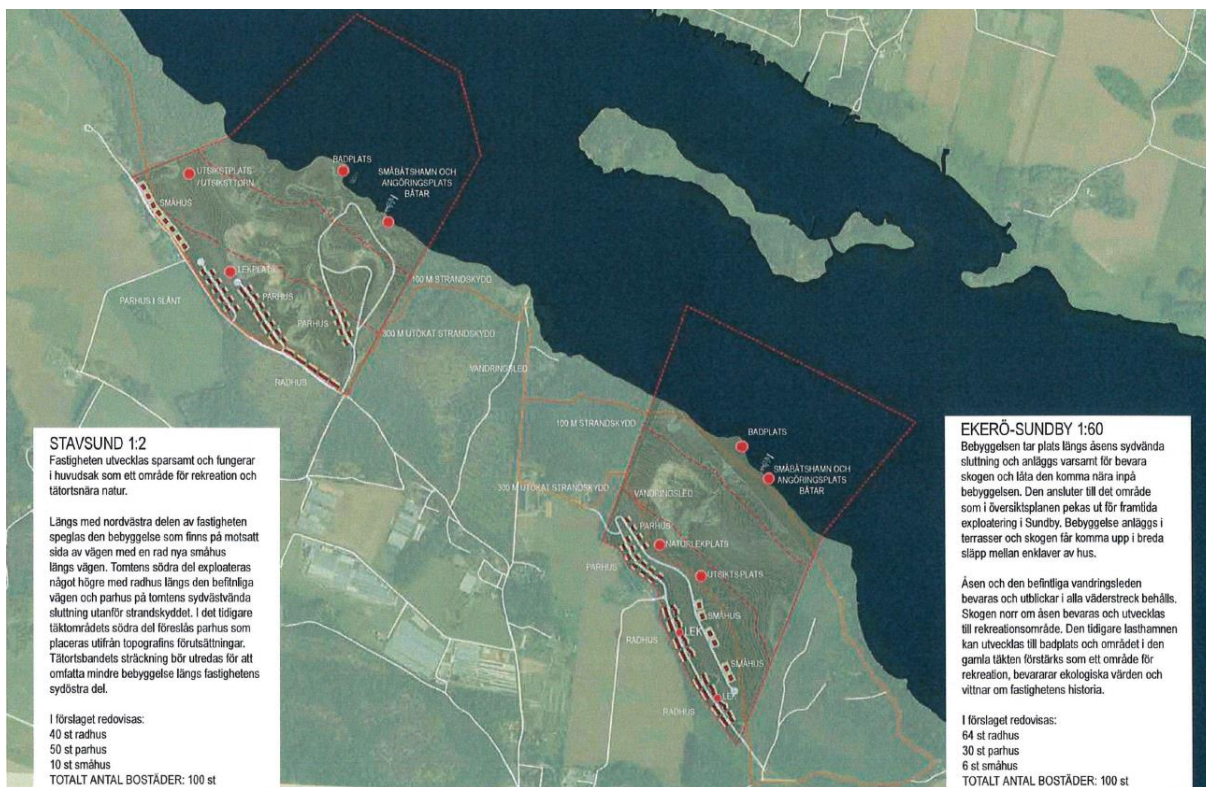 UTSIKTSPLATS
/UTSIKTSTORN
BADPLATS
SMÅBÅTSHAMN OCH
ANGÖRINGSPLATS
BÅTAR
SMÅHUS
LEKPLATS
PARHUS I SLÄNT
PARHUS
PARHUS
RADHUS
100 M STRANDSKYDD
300 M UTÖKAT STRANDSKYDD
VANDRINGSLED
100 M STRANDSKYDD
300 M UTÖKAT STRANDSKYDD
VANDRINGSLED
BADPLATS
SMÅBÅTSHAMN OCH
ANGÖRINGSPLATS
BÅTAR
PARHUS
NATURLEKPLATS
PARHUS
UTSIKTSPLATS
SMÅHUS
LEK
RADHUS
SMÅHUS
LEK
RADHUS
STAVSUND 1:2
Fastigheten utvecklas sparsamt och fungerar
i huvudsak som ett område för rekreation och
tätortsnära natur.
Längs med nordvästra delen av fastigheten
speglas den bebyggelse som finns på motsatt
sida av vägen med en rad nya småhus
längs vägen. Tomtens södra del exploateras
något högre med radhus längs den befitnliga
vägen och parhus på tomtens sydvästvända
sluttning utanför strandskyddet. I det tidigare
täktområdets södra del föreslås parhus som
placeras utifrån topografins förutsättningar.
Tätortsbandets sträckning bör utredas för att
omfatta mindre bebyggelse längs fastighetens
sydöstra del.
I förslaget redovisas:
40 st radhus
50 st parhus
10 st småhus
TOTALT ANTAL BOSTÄDER: 100 st
EKERÖ-SUNDBY 1:60
Bebyggelsen tar plats längs åsens sydvända
sluttning och anläggs varsamt för bevara
skogen och låta den komma nära inpå
bebyggelsen. Den ansluter till det område
som i översiktsplanen pekas ut för framtida
exploatering i Sundby. Bebyggelse anläggs i
terrasser och skogen får komma upp i breda
släpp mellan enklaver av hus.
Åsen och den befintliga vandringsleden
bevaras och utblickar i alla väderstreck behålls.
Skogen norr om åsen bevaras och utvecklas
till rekreationsområde. Den tidigare lasthamnen
kan utvecklas till badplats och området i den
gamla täkten förstärks som ett område för
rekreation, bevararar ekologiska värden och
vittnar om fastighetens historia.
I förslaget redovisas:
64 st radhus
30 st parhus
6 st småhus
TOTALT ANTAL BOSTÄDER: 100 st